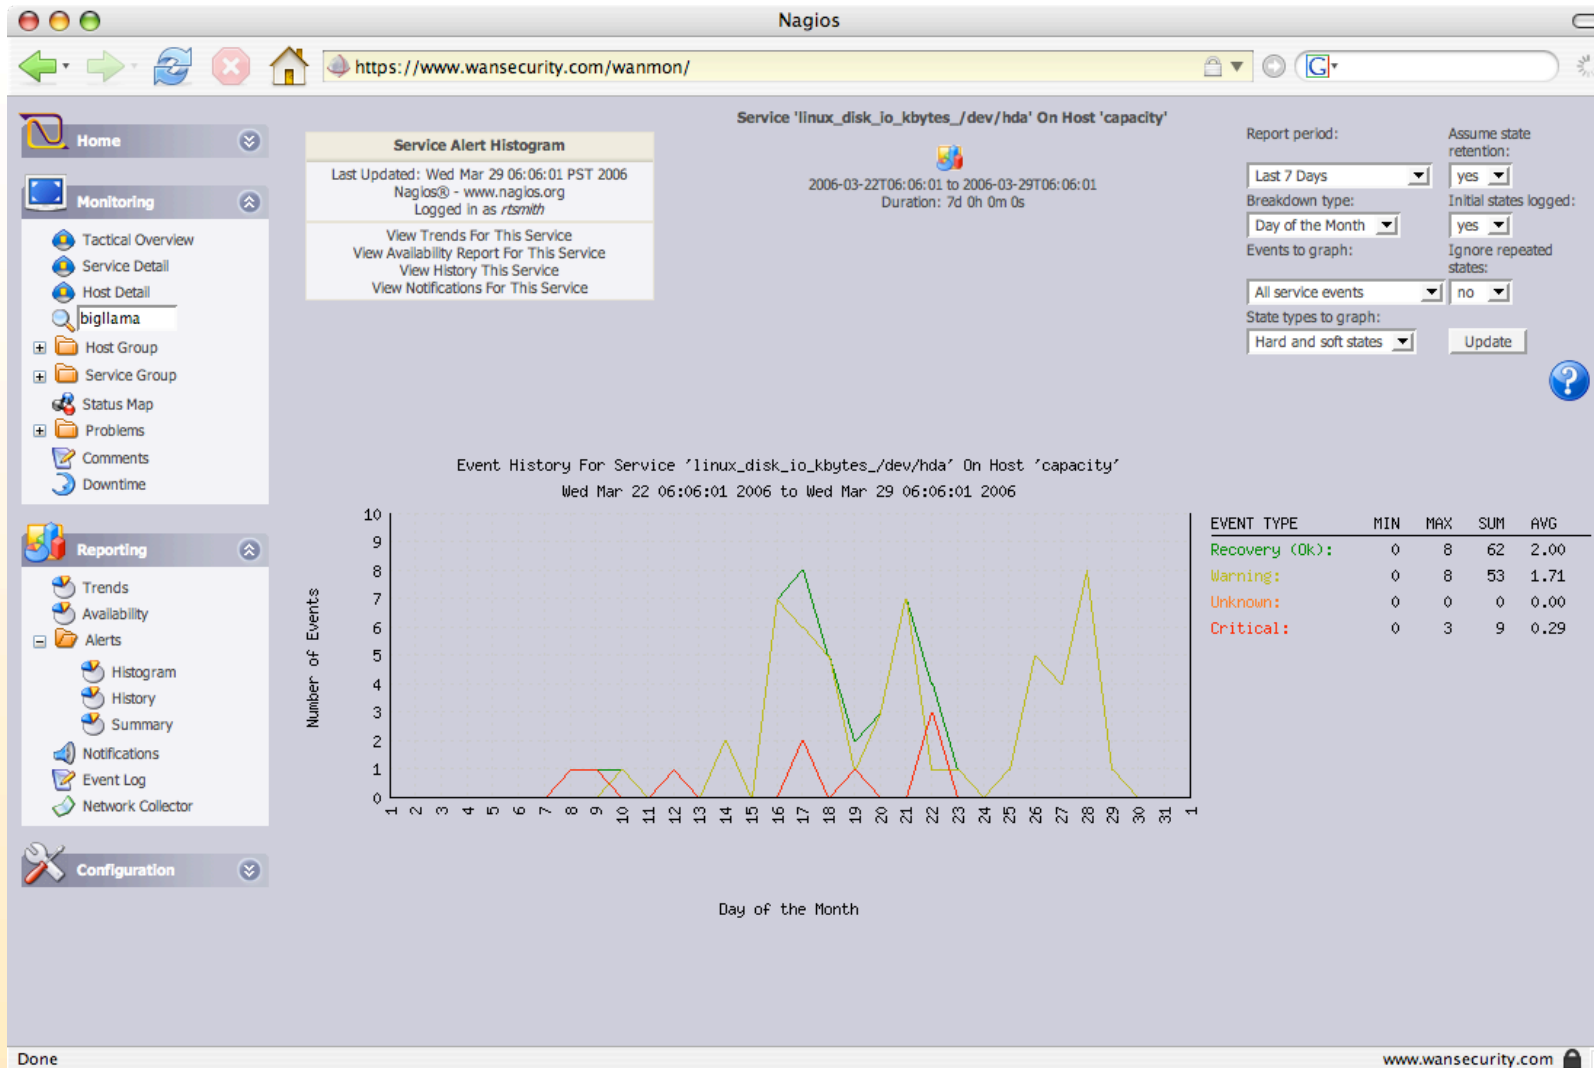 Nagios
https://www.wansecurity.com/wanmon/
G
Home
Monitoring
Tactical Overview
Service Detail
Host Detail
bigllama
Host Group
Service Group
Status Map
Problems
Comments
Downtime
Reporting
Trends
Availability
Alerts
Histogram
History
Summary
Notifications
Event Log
Network Collector
Configuration
Service Alert Histogram
Last Updated: Wed Mar 29 06:06:01 PST 2006
Nagios® - www.nagios.org
Logged in as rtsmith
View Trends For This Service
View Availability Report For This Service
View History This Service
View Notifications For This Service
Service 'linux_disk_io_kbytes_/dev/hda' On Host 'capacity'
2006-03-22T06:06:01 to 2006-03-29T06:06:01
Duration: 7d 0h 0m 0s
Report period:
Last 7 Days
Assume state
retention:
yes
Breakdown type:
Day of the Month
Initial states logged:
yes
Events to graph:
All service events
Ignore repeated
states:
no
State types to graph:
Hard and soft states
Update
?
Event History For Service 'linux_disk_io_kbytes_/dev/hda' On Host 'capacity'
Wed Mar 22 06:06:01 2006 to Wed Mar 29 06:06:01 2006
Number of Events
10
9
8
7
6
5
4
3
2
1
0
1 2 3 4 5 6 7 8 9 10 11 12 13 14 15 16 17 18 19 20 21 22 23 24 25 26 27 28 29 30 31 1
Day of the Month
EVENT TYPE MIN MAX SUM AVG
Recovery (Ok): 0 8 62 2.00
Warning: 0 8 53 1.71
Unknown: 0 0 0 0.00
Critical: 0 3 9 0.29
Done
www.wansecurity.com